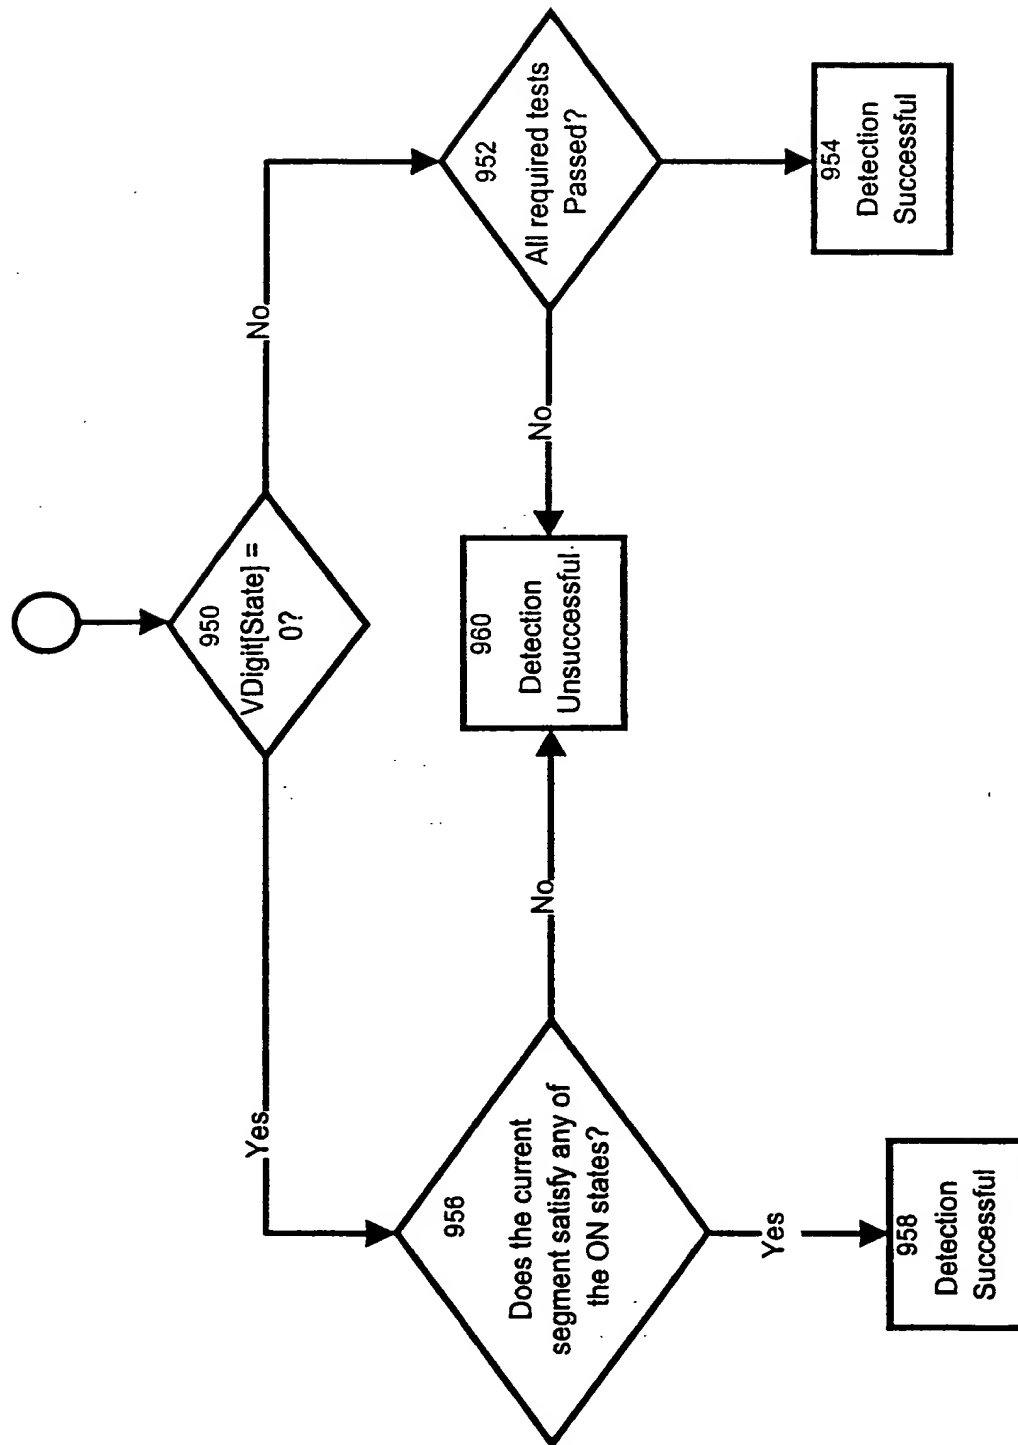 950
VDigit[State] =
0?
Yes
No
956
Does the current
segment satisfy any of
the ON states?
No
960
Detection
Unsuccessful
No
952
All required tests
Passed?
Yes
958
Detection
Successful
954
Detection
Successful